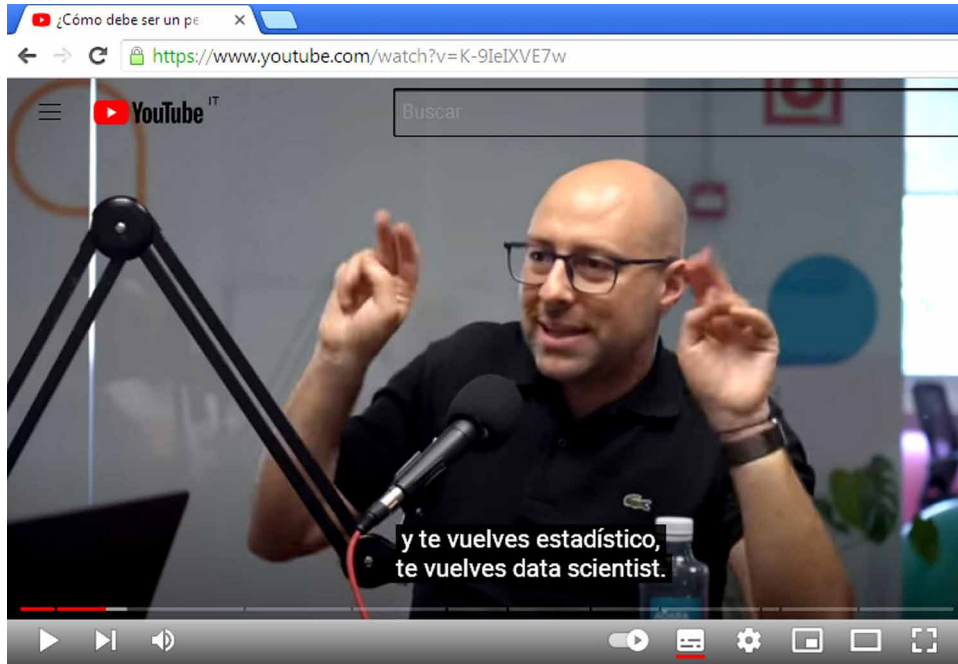 ¿Cómo debe ser un pe
https://www.youtube.com/watch?v=K-9IeIXVE7w
YouTube IT
Buscar
y te vuelves estadístico,
te vuelves data scientist.